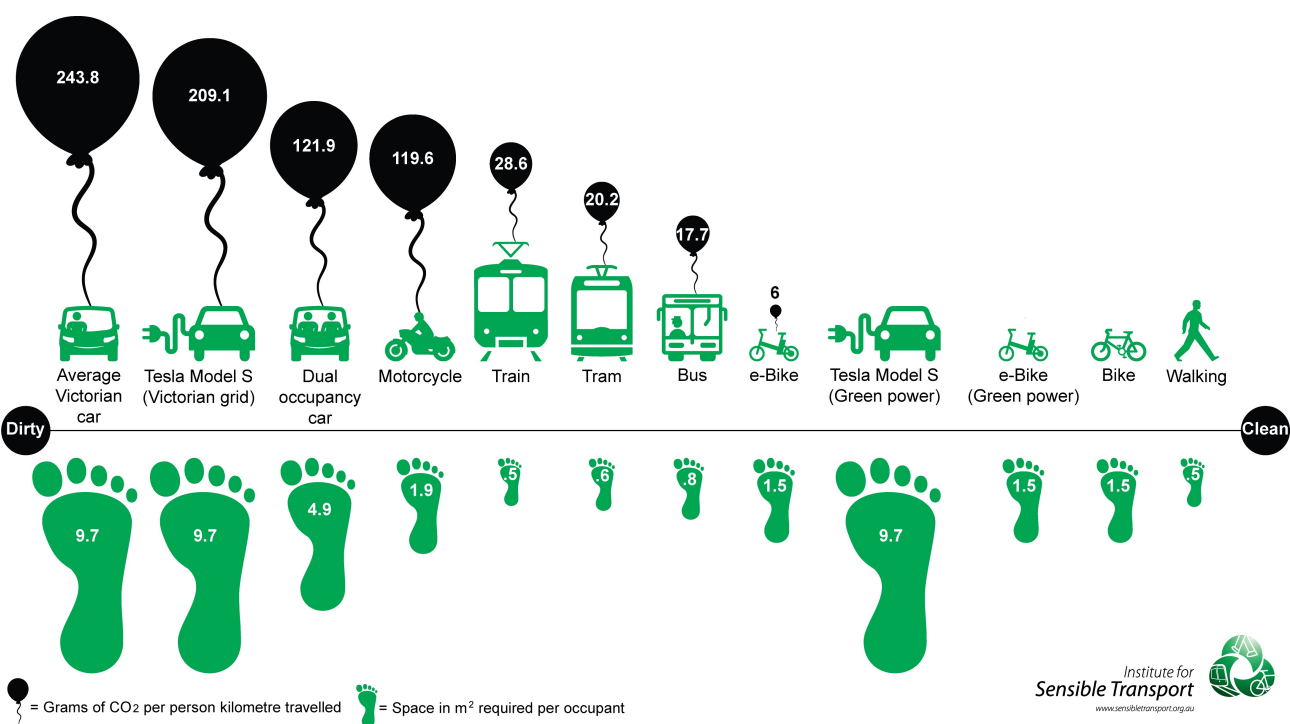 243.8
209.1
121.9
119.6
28.6
20.2
17.7
6
Average
Victorian
car
Tesla Model S
(Victorian grid)
Dual
occupancy
car
Motorcycle
Train
Tram
Bus
e-Bike
Tesla Model S
(Green power)
e-Bike
(Green power)
Bike
Walking
Dirty
Clean
9.7
9.7
4.9
1.9
.5
.6
.8
1.5
9.7
1.5
1.5
.5
= Grams of CO2 per person kilometre travelled
= Space in m² required per occupant
Institute for
Sensible Transport
www.sensibletransport.org.au